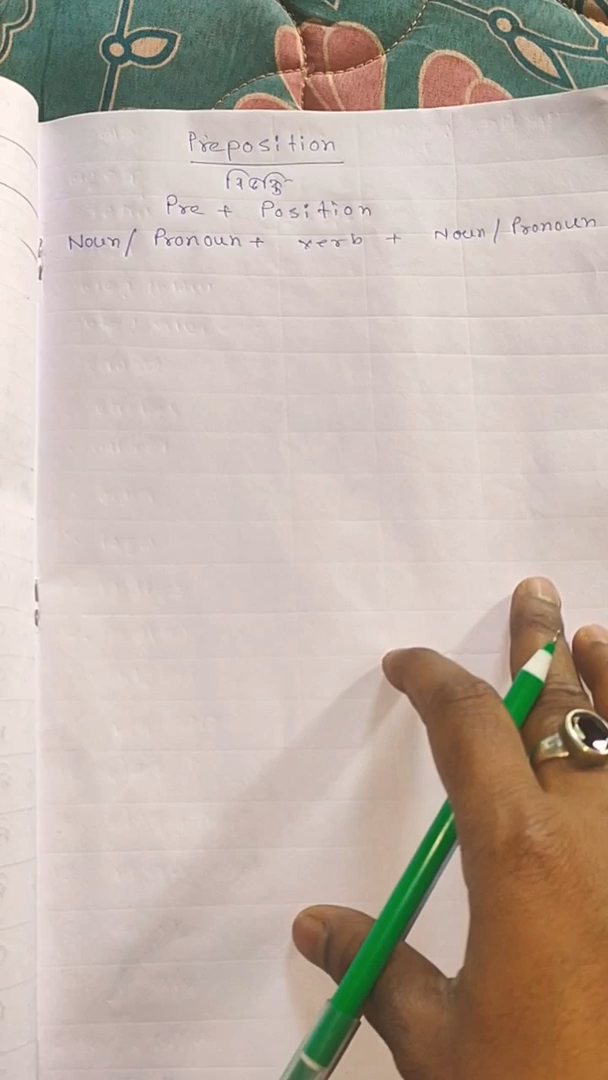 Preposition
বিভক্তি
Pre + Position
Noun/ Pronoun + verb + Noun/Pronoun